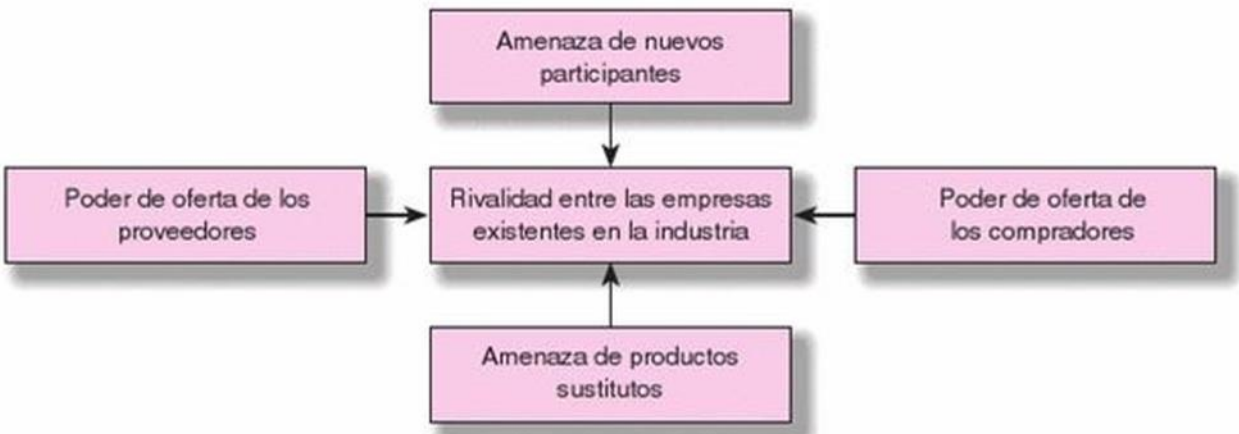 Amenaza de nuevos
participantes
Poder de oferta de los
proveedores
Rivalidad entre las empresas
existentes en la industria
Poder de oferta de
los compradores
Amenaza de productos
sustitutos